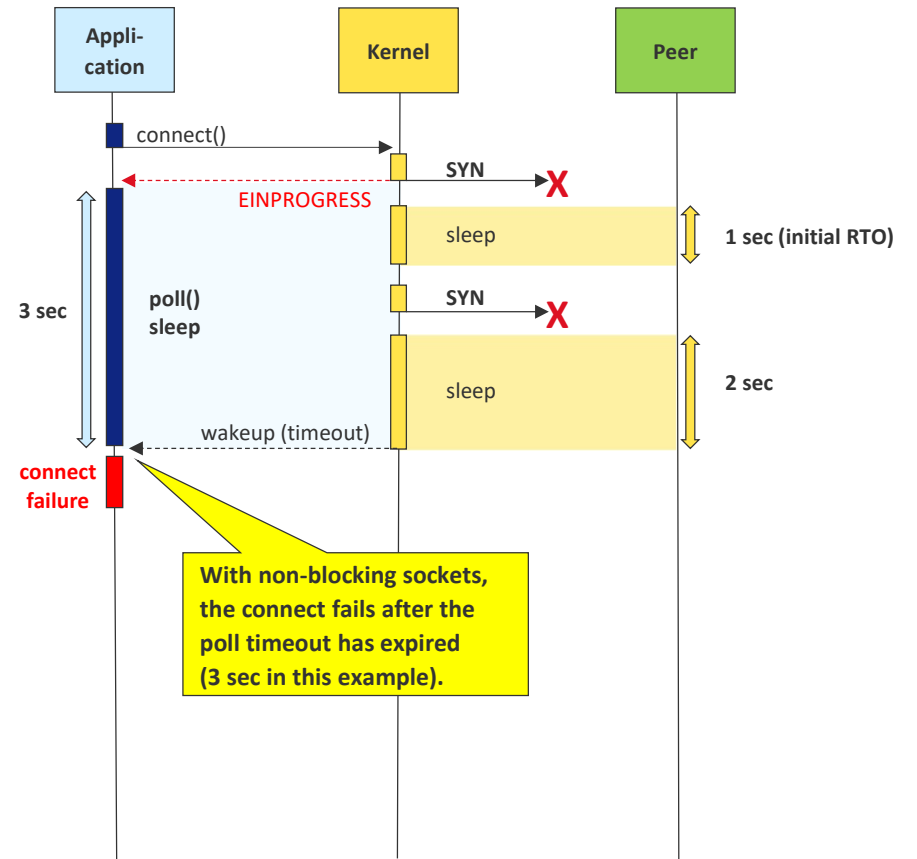 Appli-
cation
Kernel
Peer
connect()
SYN
X
EINPROGRESS
sleep
1 sec (initial RTO)
3 sec
poll()
sleep
SYN
X
sleep
2 sec
wakeup (timeout)
connect
failure
With non-blocking sockets,
the connect fails after the
poll timeout has expired
(3 sec in this example).